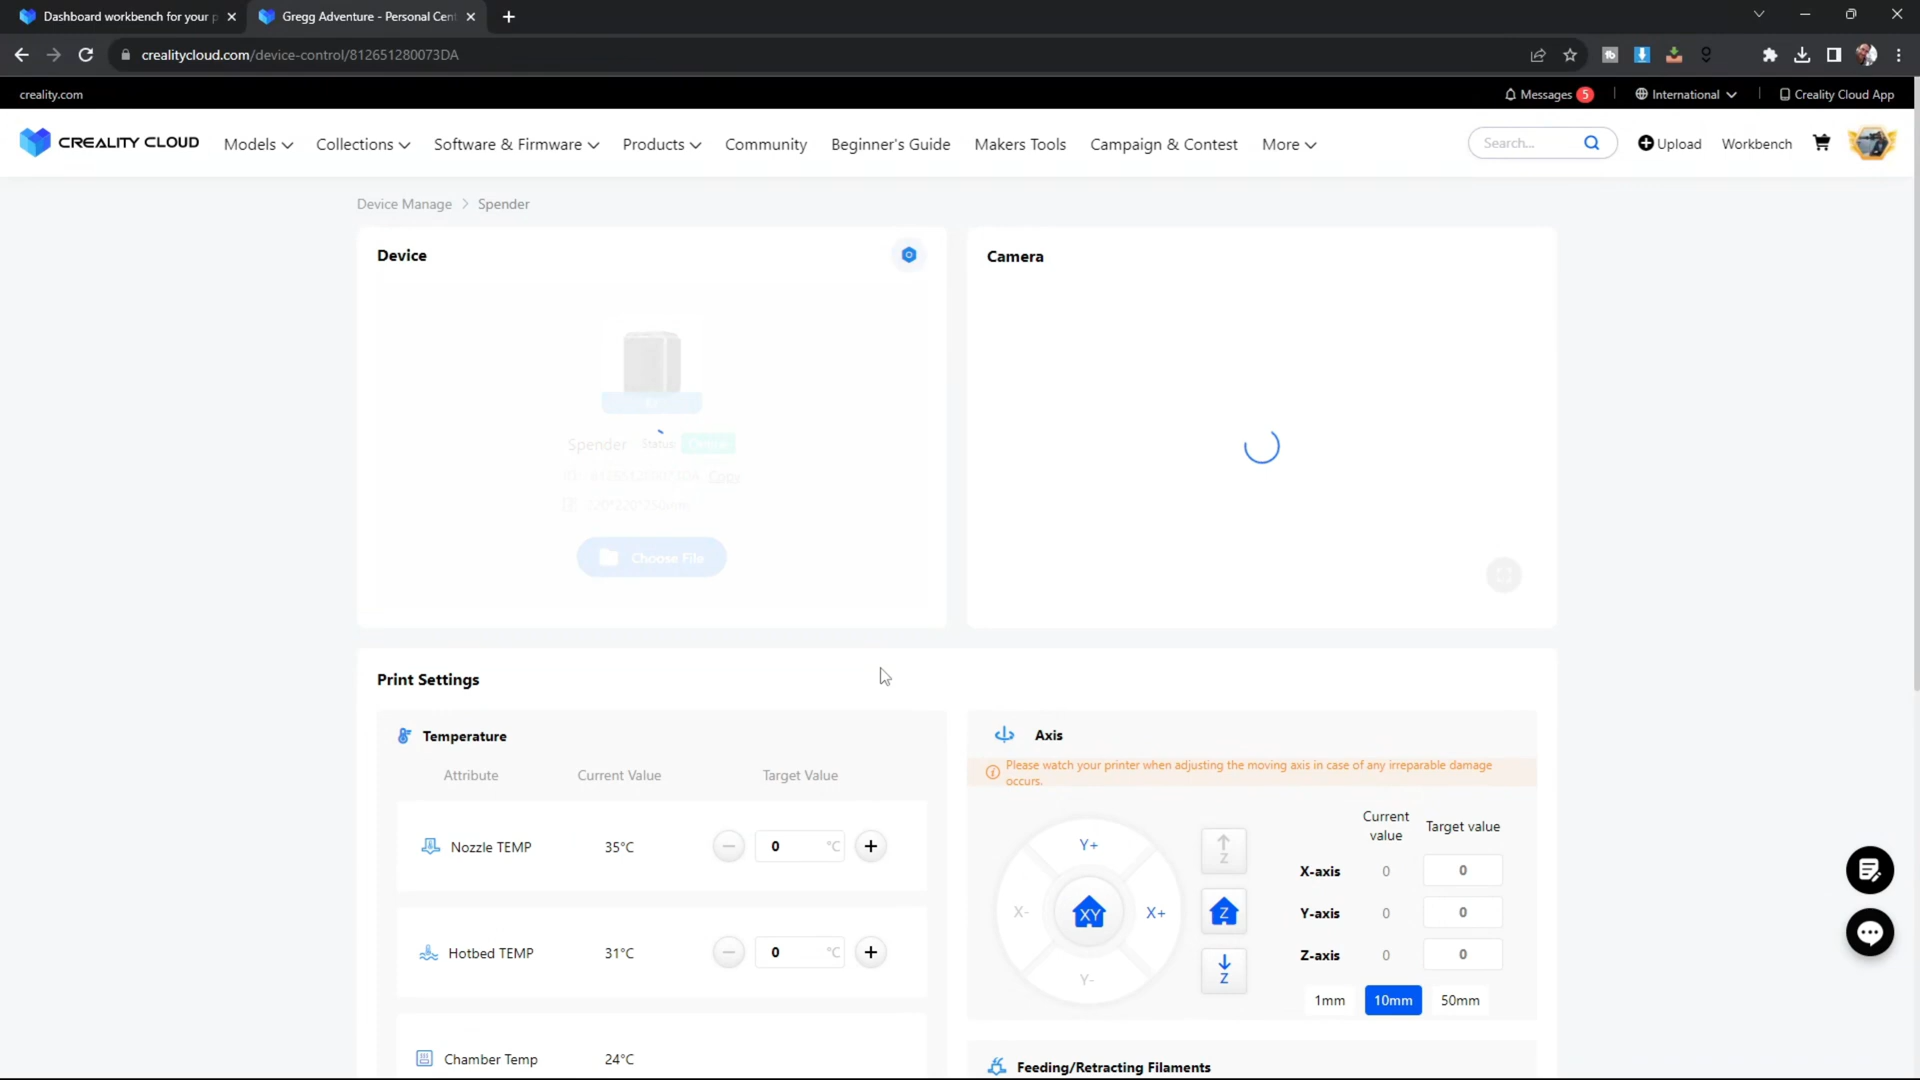 Dashboard workbench for your p
Gregg Adventure - Personal Cent
crealitycloud.com/device-control/812651280073DA
creality.com
Messages 5
International
Creality Cloud App
CREALITY CLOUD
Models
Collections
Software & Firmware
Products
Community
Beginner's Guide
Makers Tools
Campaign & Contest
More
Search...
Upload
Workbench
Device Manage > Spender
Device
Camera
Spender Status
Copy
Choose File
Print Settings
Temperature
Attribute Current Value Target Value
Nozzle TEMP 35°C − 0 °C +
Hotbed TEMP 31°C − 0 °C +
Chamber Temp 24°C
Axis
Please watch your printer when adjusting the moving axis in case of any irreparable damage
occurs.
Y+
X-
XY
X+
Y-
Z
Z
Z
Current
value
Target value
X-axis 0 0
Y-axis 0 0
Z-axis 0 0
1mm 10mm 50mm
Feeding/Retracting Filaments